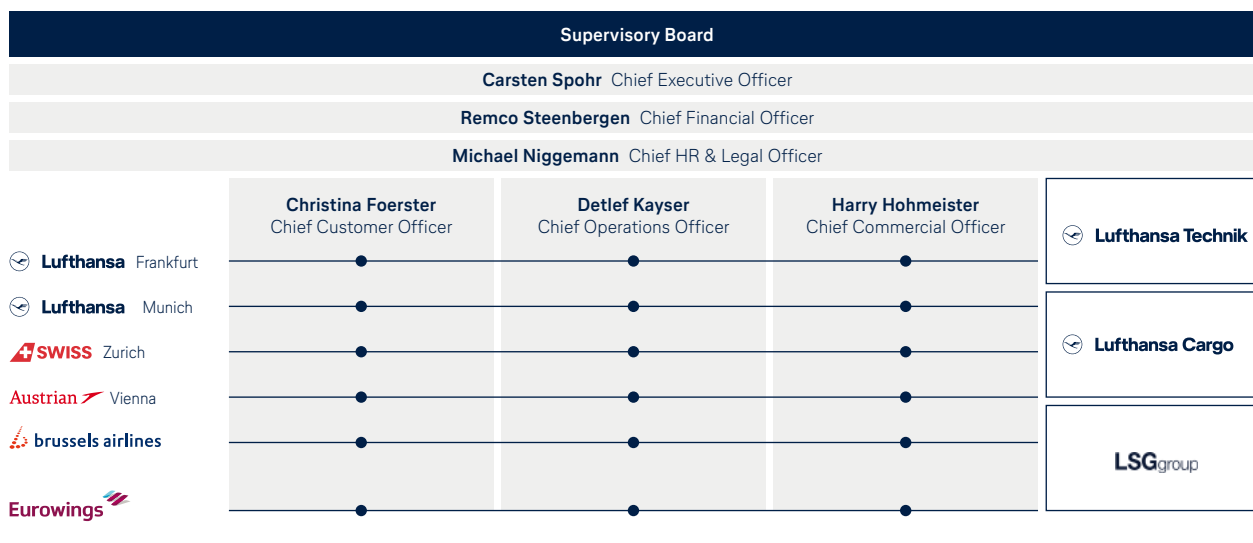 Supervisory Board
Carsten Spohr Chief Executive Officer
Remco Steenbergen Chief Financial Officer
Michael Niggemann Chief HR & Legal Officer
Christina Foerster
Chief Customer Officer
Detlef Kayser
Chief Operations Officer
Harry Hohmeister
Chief Commercial Officer
Lufthansa Technik
Lufthansa Frankfurt
Lufthansa Munich
SWISS Zurich
Lufthansa Cargo
Austrian Vienna
brussels airlines
LSGgroup
Eurowings